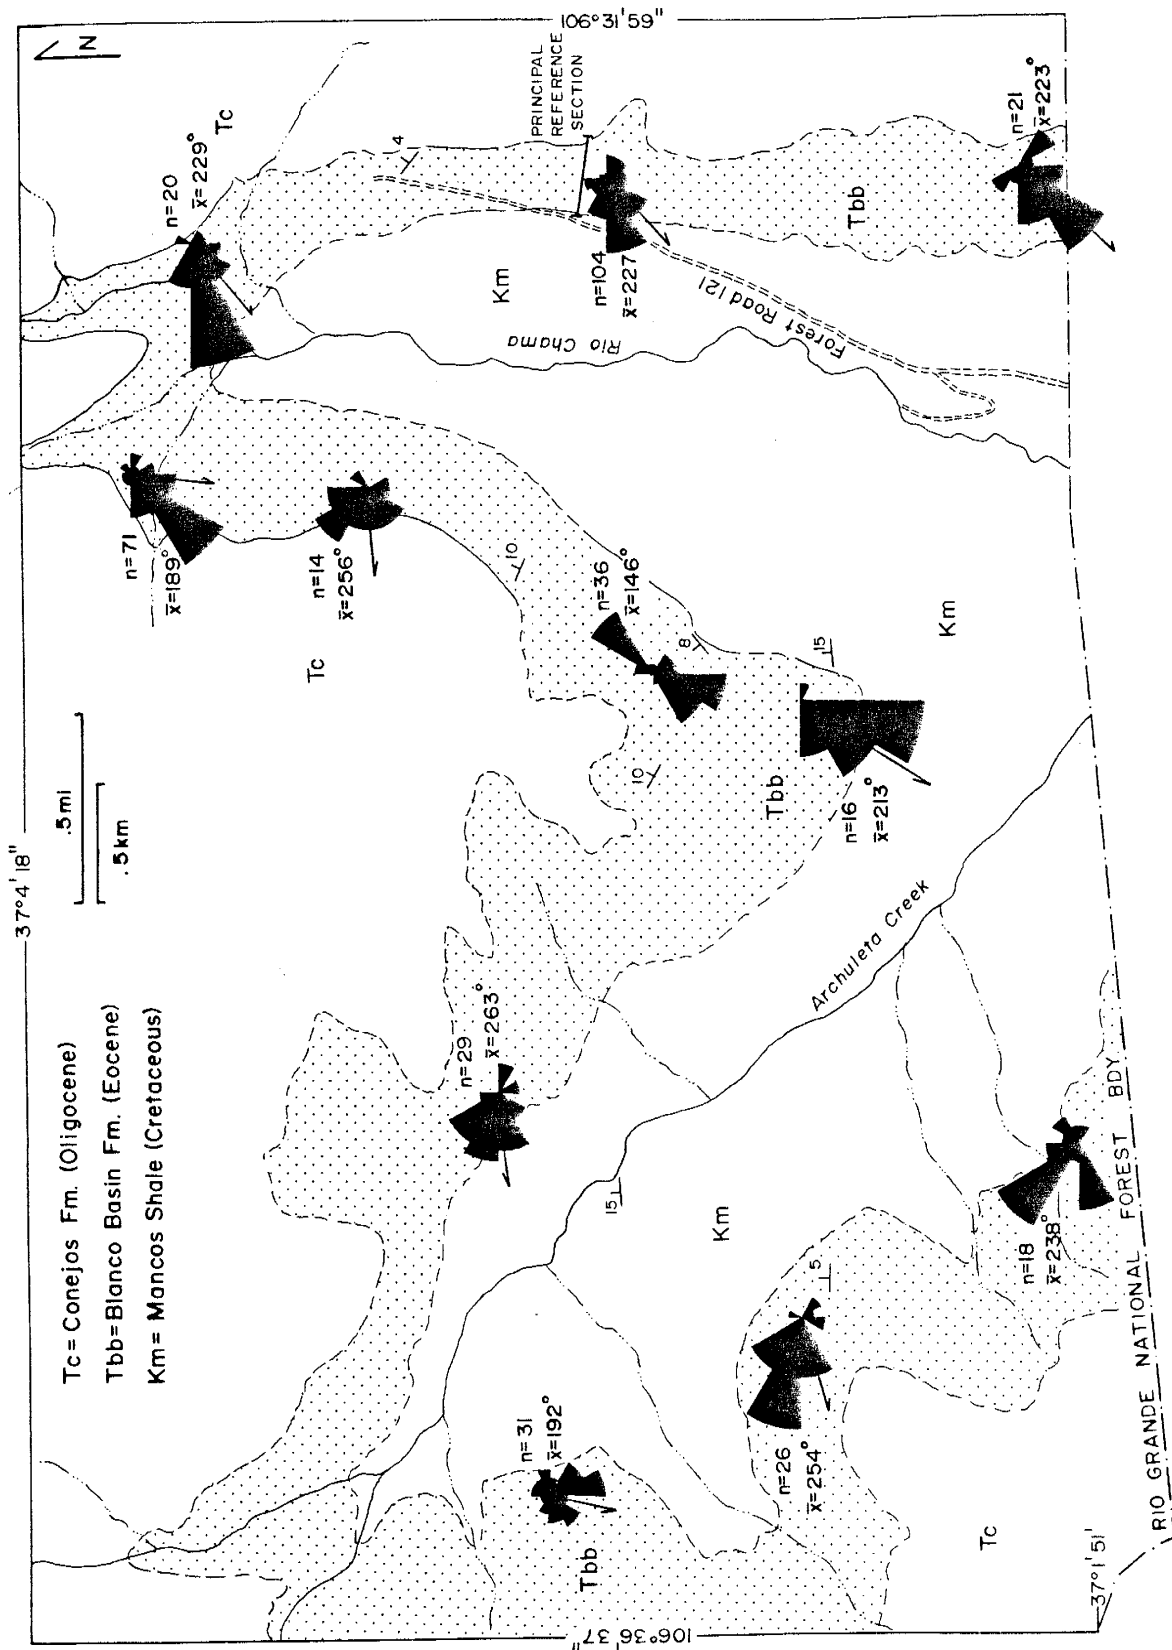 37°4'18"
.5mi
.5km
Tc=Conejos Fm. (Oligocene)
Tbb=Blanco Basin Fm. (Eocene)
Km=Mancos Shale (Cretaceous)
N
106°31'59"
Tc
n=20
x̄=229°
n=71
x̄=189°
n=14
x̄=256°
Tc
4
PRINCIPAL
REFERENCE
SECTION
Km
Rio Chama
n=104
x̄=227
Forest Road 121
Tbb
n=21
x̄=223°
10
n=36
x̄=146°
8
15
10
Km
Tbb
n=16
x̄=213°
n=29
x̄=263°
Archuleta Creek
15
Km
n=31
x̄=192°
Tbb
5
n=26
x̄=254°
n=18
x̄=238°
Tc
106°36'37"
37°1'51'
RIO GRANDE NATIONAL FOREST BDY